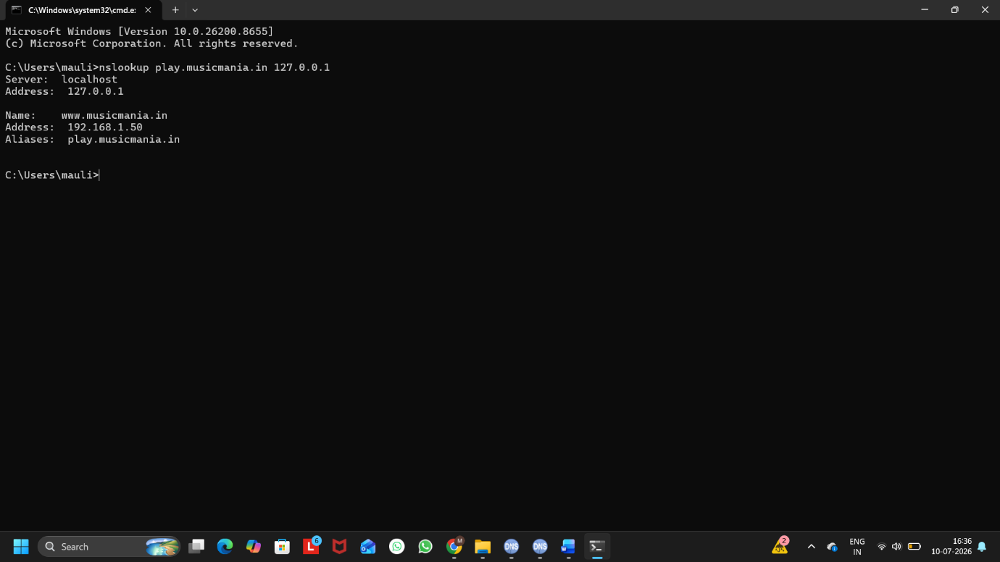 C:\Windows\system32\cmd.e:
Microsoft Windows [Version 10.0.26200.8655]
(c) Microsoft Corporation. All rights reserved.
C:\Users\mauli>nslookup play.musicmania.in 127.0.0.1
Server:  localhost
Address:  127.0.0.1
Name:    www.musicmania.in
Address:  192.168.1.50
Aliases:  play.musicmania.in
C:\Users\mauli>
Search
L
6
M
DNS
DNS
W
2
ENG
IN
16:36
10-07-2026